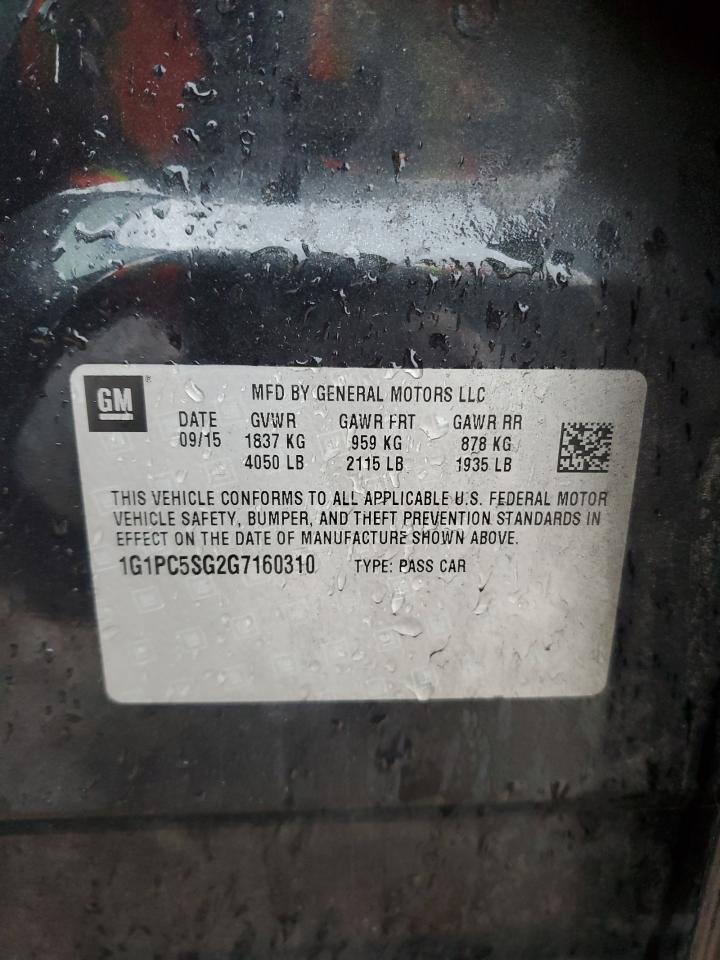 GM ®
MFD BY GENERAL MOTORS LLC
DATE GVWR GAWR FRT GAWR RR
09/15 1837 KG 959 KG 878 KG
4050 LB 2115 LB 1935 LB
THIS VEHICLE CONFORMS TO ALL APPLICABLE U.S. FEDERAL MOTOR
VEHICLE SAFETY, BUMPER, AND THEFT PREVENTION STANDARDS IN
EFFECT ON THE DATE OF MANUFACTURE SHOWN ABOVE.
1G1PC5SG2G7160310 TYPE: PASS CAR